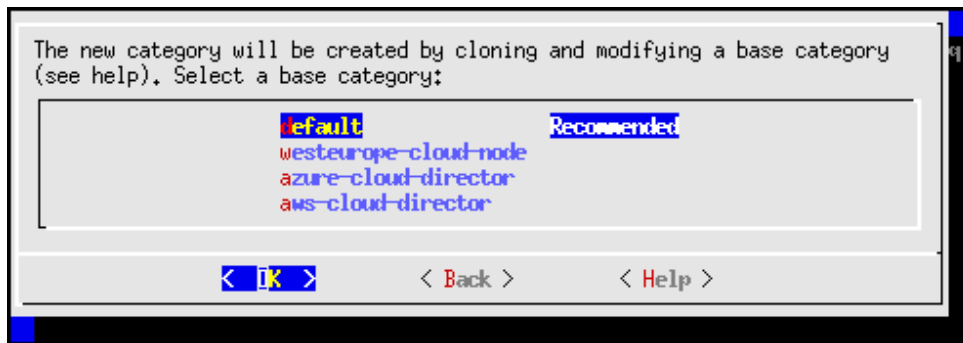 The new category will be created by cloning and modifying a base category
(see help). Select a base category:
default Recommended
westeurope-cloud-node
azure-cloud-director
aws-cloud-director
< OK > < Back > < Help >
q